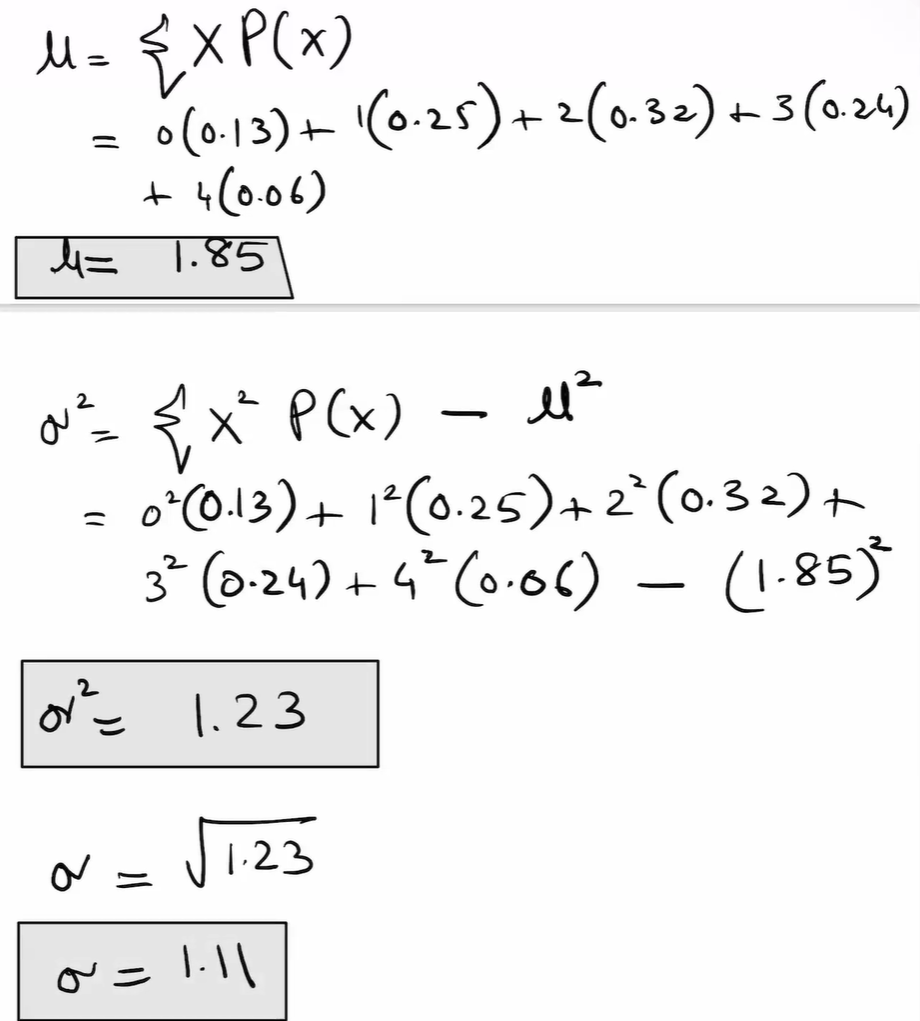 μ = Σ X P(x)
= 0(0.13) + 1(0.25) + 2(0.32) + 3(0.24)
+ 4(0.06)
μ = 1.85
σ² = Σ X² P(x) — μ²
= 0²(0.13) + 1²(0.25) + 2²(0.32) +
3²(0.24) + 4²(0.06) — (1.85)²
σ² = 1.23
σ = √1.23
σ = 1.11